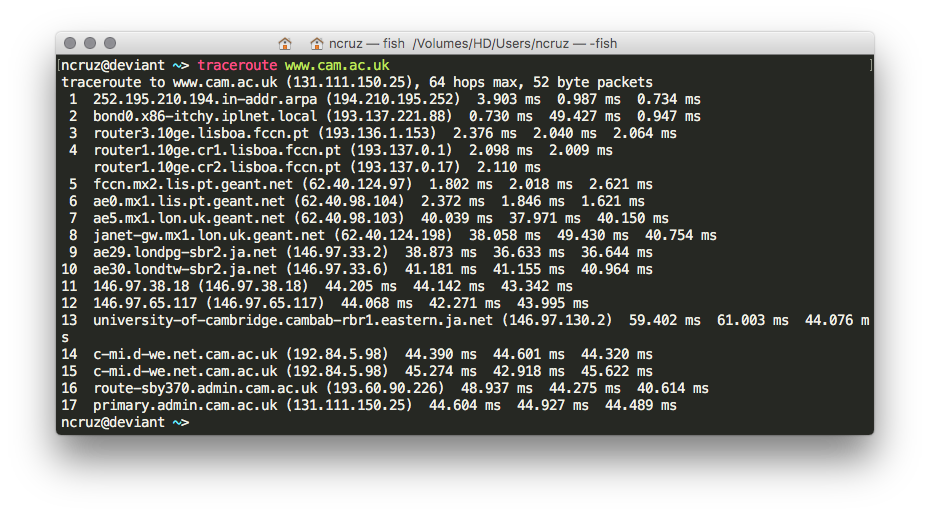 ncruz — fish /Volumes/HD/Users/ncruz — -fish
[ncruz@deviant ~> traceroute www.cam.ac.uk ]
traceroute to www.cam.ac.uk (131.111.150.25), 64 hops max, 52 byte packets
1 252.195.210.194.in-addr.arpa (194.210.195.252) 3.903 ms 0.987 ms 0.734 ms
2 bond0.x86-itchy.iplnet.local (193.137.221.88) 0.730 ms 49.427 ms 0.947 ms
3 router3.10ge.lisboa.fccn.pt (193.136.1.153) 2.376 ms 2.040 ms 2.064 ms
4 router1.10ge.cr1.lisboa.fccn.pt (193.137.0.1) 2.098 ms 2.009 ms
router1.10ge.cr2.lisboa.fccn.pt (193.137.0.17) 2.110 ms
5 fccn.mx2.lis.pt.geant.net (62.40.124.97) 1.802 ms 2.018 ms 2.621 ms
6 ae0.mx1.lis.pt.geant.net (62.40.98.104) 2.372 ms 1.846 ms 1.621 ms
7 ae5.mx1.lon.uk.geant.net (62.40.98.103) 40.039 ms 37.971 ms 40.150 ms
8 janet-gw.mx1.lon.uk.geant.net (62.40.124.198) 38.058 ms 49.430 ms 40.754 ms
9 ae29.londpg-sbr2.ja.net (146.97.33.2) 38.873 ms 36.633 ms 36.644 ms
10 ae30.londtw-sbr2.ja.net (146.97.33.6) 41.181 ms 41.155 ms 40.964 ms
11 146.97.38.18 (146.97.38.18) 44.205 ms 44.142 ms 43.342 ms
12 146.97.65.117 (146.97.65.117) 44.068 ms 42.271 ms 43.995 ms
13 university-of-cambridge.cambab-rbr1.eastern.ja.net (146.97.130.2) 59.402 ms 61.003 ms 44.076 m
s
14 c-mi.d-we.net.cam.ac.uk (192.84.5.98) 44.390 ms 44.601 ms 44.320 ms
15 c-mi.d-we.net.cam.ac.uk (192.84.5.98) 45.274 ms 42.918 ms 45.622 ms
16 route-sby370.admin.cam.ac.uk (193.60.90.226) 48.937 ms 44.275 ms 40.614 ms
17 primary.admin.cam.ac.uk (131.111.150.25) 44.604 ms 44.927 ms 44.489 ms
ncruz@deviant ~>